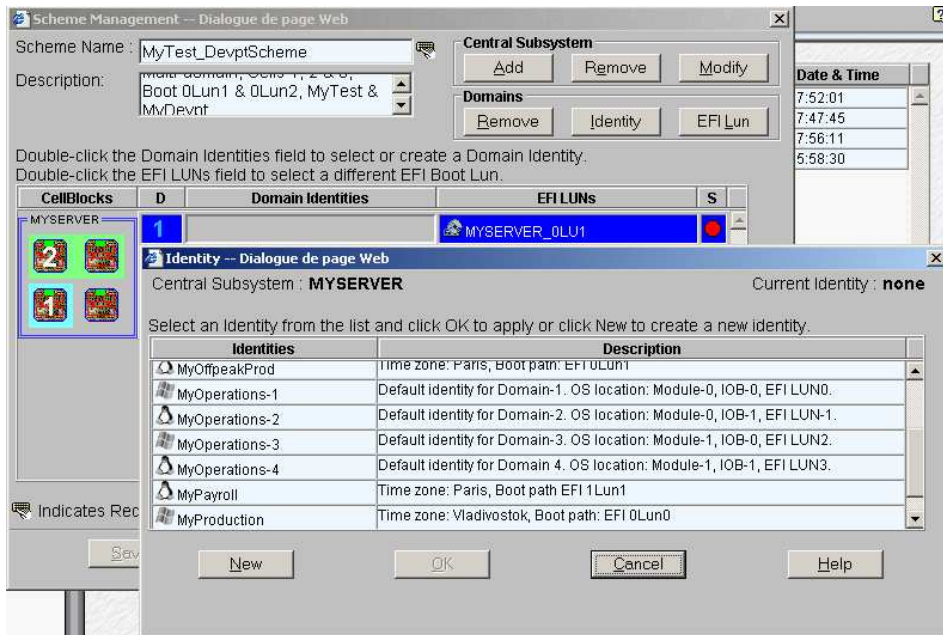 Scheme Management -- Dialogue de page Web
Scheme Name : MyTest_DevptScheme
Description: Multi-domain, Cells 1, 2 & 3,
Boot 0Lun1 & 0Lun2, MyTest &
MyDevpt
Central Subsystem
Add Remove Modify
Domains
Remove Identity EFI Lun
Date & Time
7:52:01
7:47:45
7:56:11
5:58:30
Double-click the Domain Identities field to select or create a Domain Identity.
Double-click the EFI LUNs field to select a different EFI Boot Lun.
CellBlocks D Domain Identities EFI LUNs S
MYSERVER
1 MYSERVER_0LU1
2
1
Identity -- Dialogue de page Web
Central Subsystem : MYSERVER Current Identity : none
Select an Identity from the list and click OK to apply or click New to create a new identity.
Identities Description
MyOffpeakProd Time zone: Paris, Boot path: EFI 0Lun1
MyOperations-1 Default identity for Domain-1. OS location: Module-0, IOB-0, EFI LUN0.
MyOperations-2 Default identity for Domain-2. OS location: Module-0, IOB-1, EFI LUN-1.
MyOperations-3 Default identity for Domain-3. OS location: Module-1, IOB-0, EFI LUN2.
MyOperations-4 Default identity for Domain 4. OS location: Module-1, IOB-1, EFI LUN3.
MyPayroll Time zone: Paris, Boot path EFI 1Lun1
MyProduction Time zone: Vladivostok, Boot path: EFI 0Lun0
Indicates Rec
Sav
New OK Cancel Help